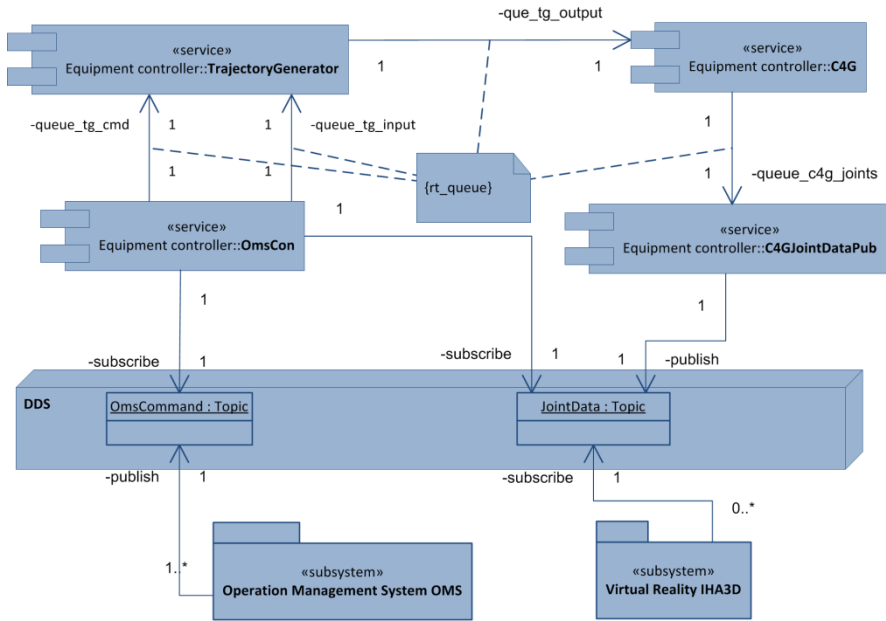 -que_tg_output
«service»
Equipment controller::TrajectoryGenerator
1
1
«service»
Equipment controller::C4G
-queue_tg_cmd
1
1
-queue_tg_input
1
1
1
{rt_queue}
1
-queue_c4g_joints
«service»
Equipment controller::OmsCon
1
«service»
Equipment controller::C4GJointDataPub
1
1
-subscribe
1
-subscribe
1
1
-publish
DDS
OmsCommand : Topic
JointData : Topic
-publish
1
-subscribe
1
0..*
1..*
«subsystem»
Operation Management System OMS
«subsystem»
Virtual Reality IHA3D